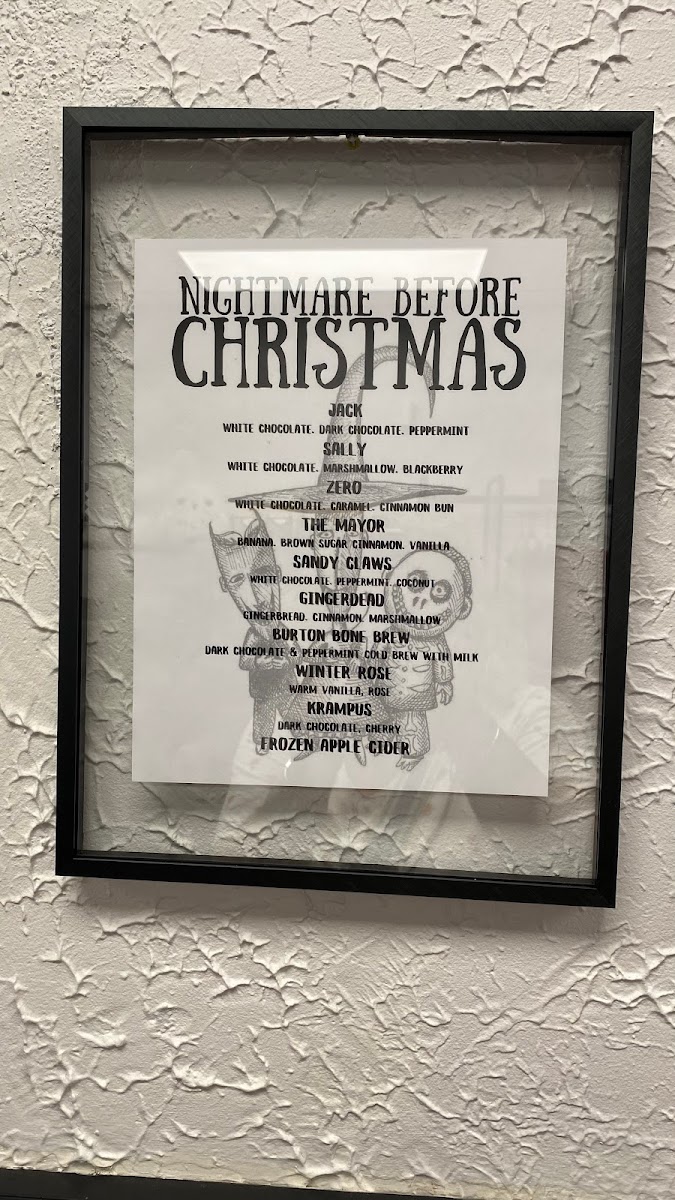 NIGHTMARE BEFORE
CHRISTMAS
JACK
WHITE CHOCOLATE. DARK CHOCOLATE. PEPPERMINT
SALLY
WHITE CHOCOLATE. MARSHMALLOW. BLACKBERRY
ZERO
WHITE CHOCOLATE. CARAMEL. CINNAMON BUN
THE MAYOR
BANANA. BROWN SUGAR CINNAMON. VANILLA
SANDY CLAWS
WHITE CHOCOLATE. PEPPERMINT. COCONUT
GINGERDEAD
GINGERBREAD. CINNAMON. MARSHMALLOW
BURTON BONE BREW
DARK CHOCOLATE & PEPPERMINT COLD BREW WITH MILK
WINTER ROSE
WARM VANILLA, ROSE
KRAMPUS
DARK CHOCOLATE, CHERRY
FROZEN APPLE CIDER